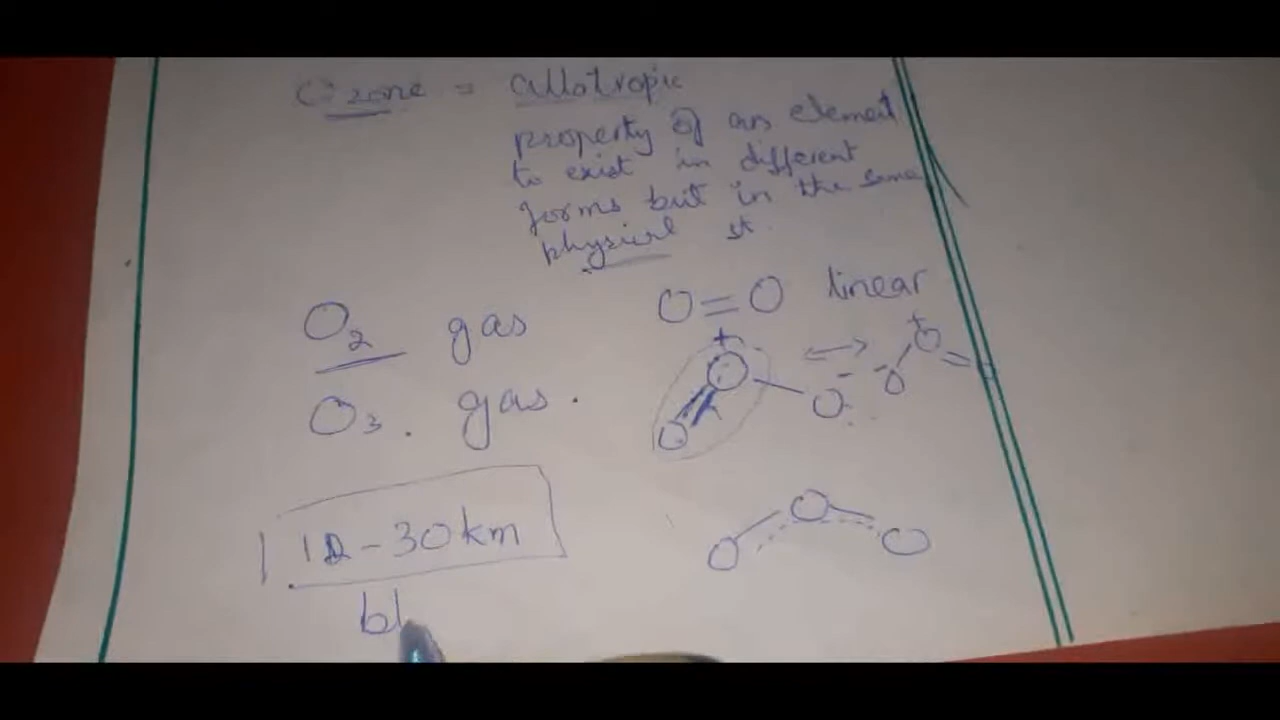 Ozone = allotropic
property of an element
to exist in different
forms but in the same
physical st
O=O linear
O₂ gas
+ O O O - ↔ - O O + =
O₃. gas.
12-30km
O O O
bl